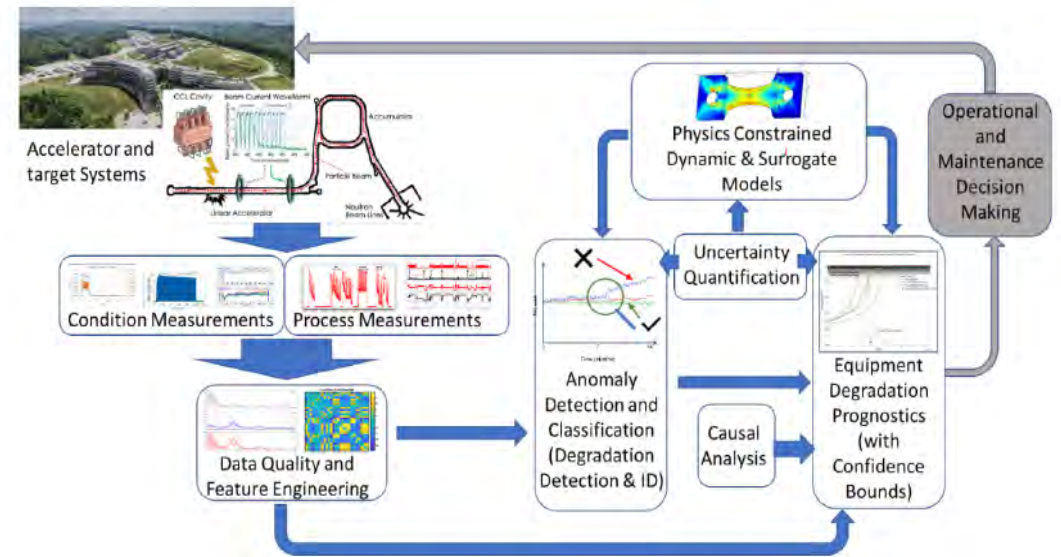 Accelerator and
target Systems
CCL Cavity
Beam Current Waveforms
Accumulator
Particle Beam
Linear Accelerator
Neutron
Beam Lines
Condition Measurements
Process Measurements
Data Quality and
Feature Engineering
Physics Constrained
Dynamic & Surrogate
Models
Uncertainty
Quantification
Anomaly
Detection and
Classification
(Degradation
Detection & ID)
Causal
Analysis
Equipment
Degradation
Prognostics
(with
Confidence
Bounds)
Operational
and
Maintenance
Decision
Making